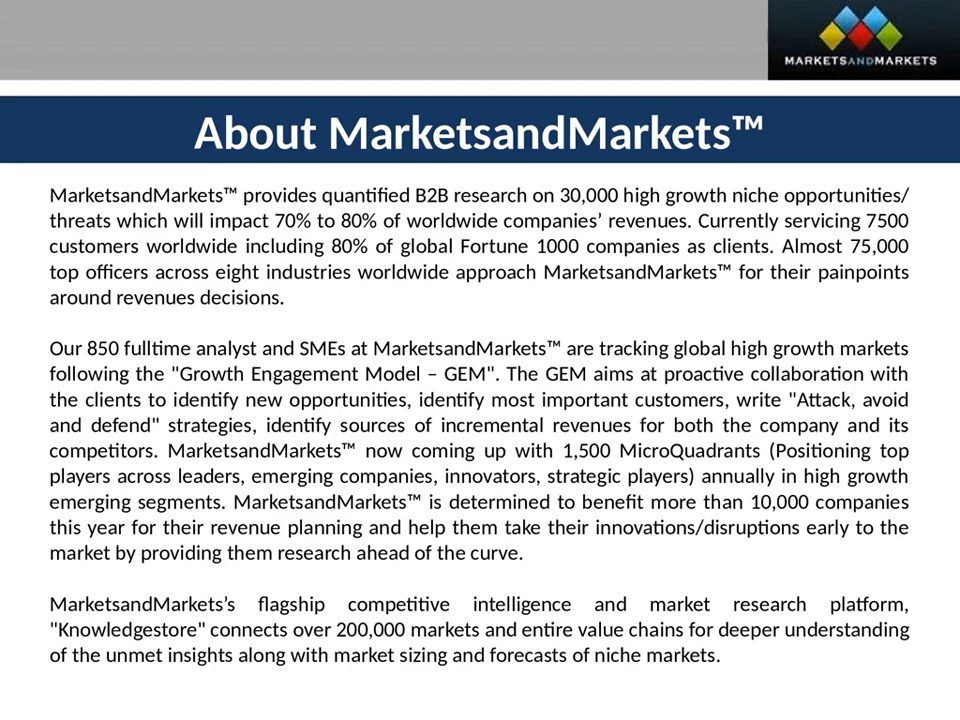 MARKETSANDMARKETS
About MarketsandMarkets™
MarketsandMarkets™ provides quantified B2B research on 30,000 high growth niche opportunities/
threats which will impact 70% to 80% of worldwide companies’ revenues. Currently servicing 7500
customers worldwide including 80% of global Fortune 1000 companies as clients. Almost 75,000
top officers across eight industries worldwide approach MarketsandMarkets™ for their painpoints
around revenues decisions.
Our 850 fulltime analyst and SMEs at MarketsandMarkets™ are tracking global high growth markets
following the "Growth Engagement Model – GEM". The GEM aims at proactive collaboration with
the clients to identify new opportunities, identify most important customers, write "Attack, avoid
and defend" strategies, identify sources of incremental revenues for both the company and its
competitors. MarketsandMarkets™ now coming up with 1,500 MicroQuadrants (Positioning top
players across leaders, emerging companies, innovators, strategic players) annually in high growth
emerging segments. MarketsandMarkets™ is determined to benefit more than 10,000 companies
this year for their revenue planning and help them take their innovations/disruptions early to the
market by providing them research ahead of the curve.
MarketsandMarkets’s flagship competitive intelligence and market research platform,
"Knowledgestore" connects over 200,000 markets and entire value chains for deeper understanding
of the unmet insights along with market sizing and forecasts of niche markets.